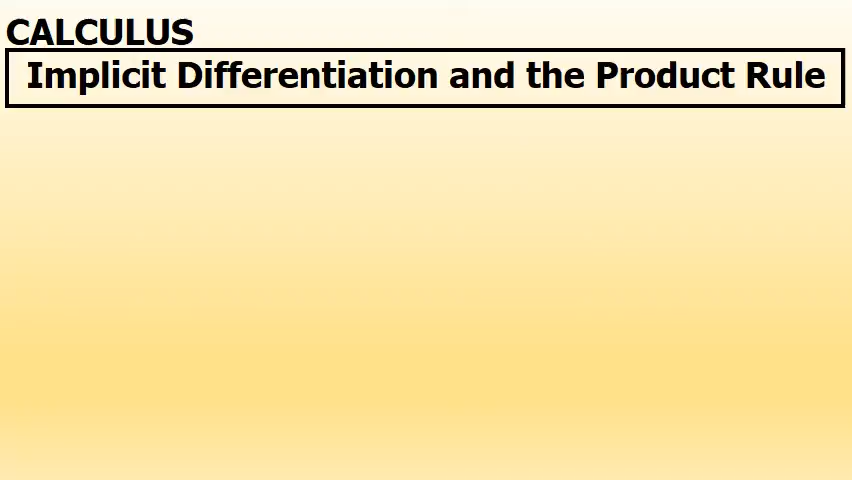 CALCULUS
Implicit Differentiation and the Product Rule